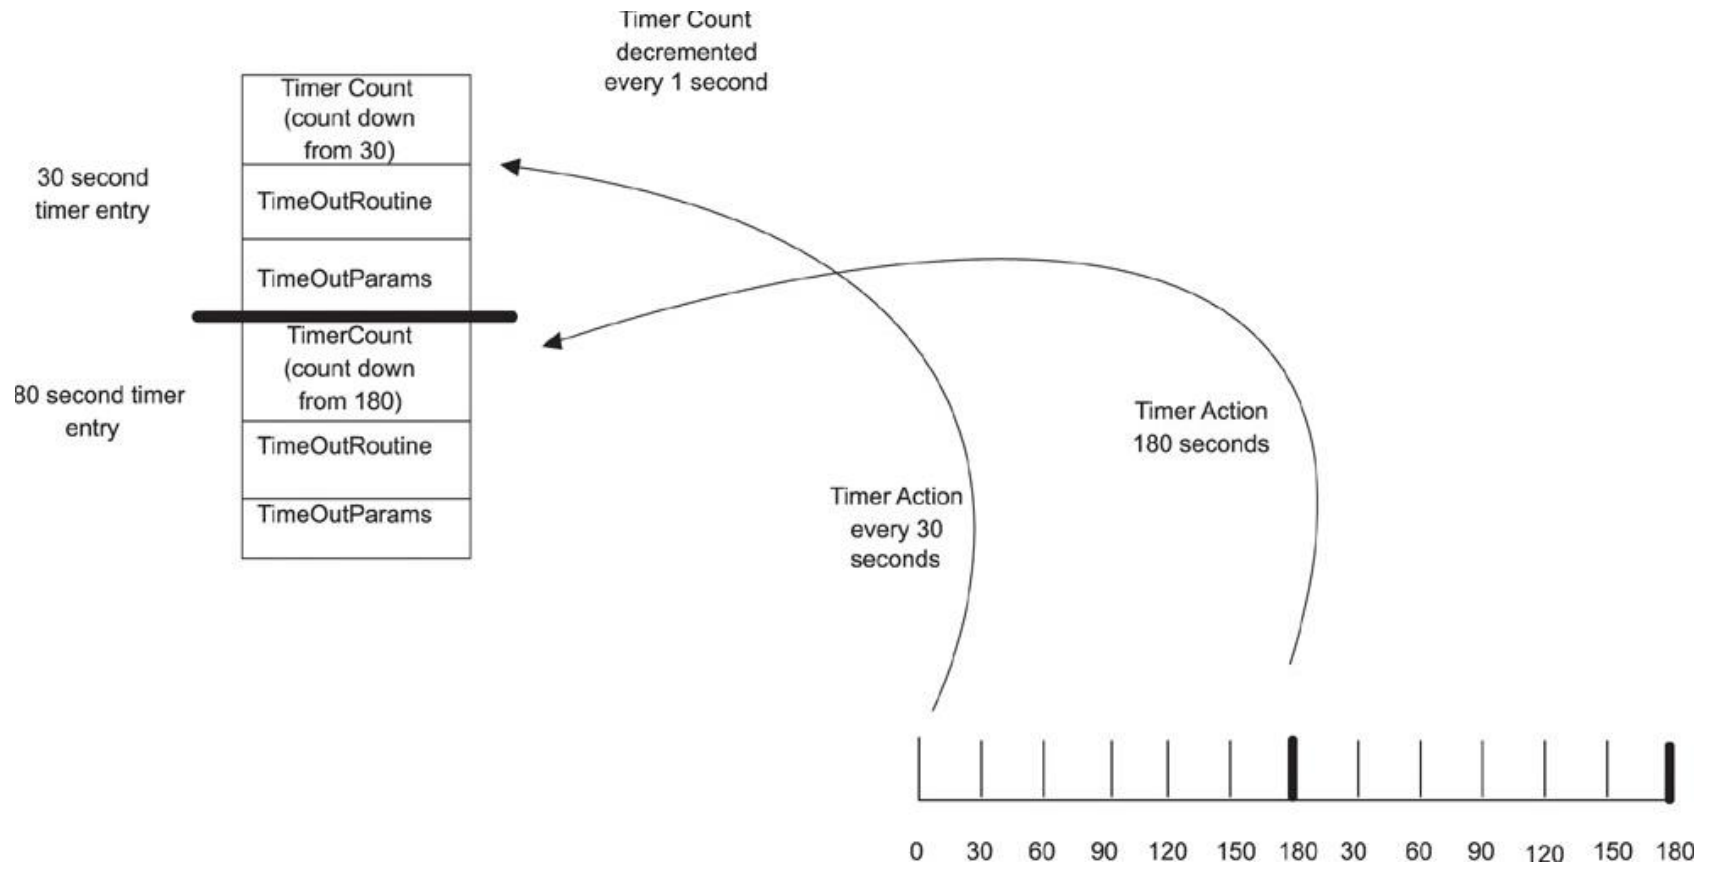 Timer Count
decremented
every 1 second
Timer Count
(count down
from 30)
30 second
timer entry
TimeOutRoutine
TimeOutParams
TimerCount
(count down
from 180)
80 second timer
entry
TimeOutRoutine
TimeOutParams
Timer Action
180 seconds
Timer Action
every 30
seconds
0 30 60 90 120 150 180 30 60 90 120 150 180